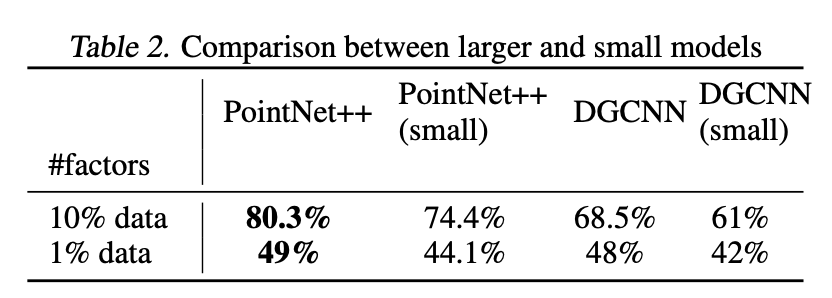 Table 2. Comparison between larger and small models
#factors PointNet++ PointNet++ (small) DGCNN DGCNN (small)
10% data 80.3% 74.4% 68.5% 61%
1% data 49% 44.1% 48% 42%